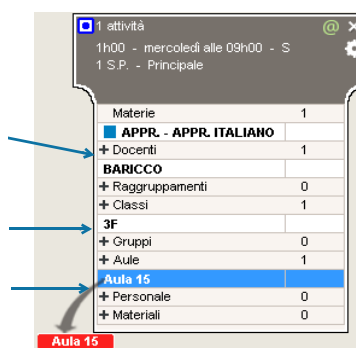 1 attività @
1h00 - mercoledì alle 09h00 - S
1 S.P. - Principale
Materie 1
APPR. - APPR. ITALIANO
+ Docenti 1
BARICCO
+ Raggruppamenti 0
+ Classi 1
3F
+ Gruppi 0
+ Aule 1
Aula 15
+ Personale 0
+ Materiali 0
Aula 15